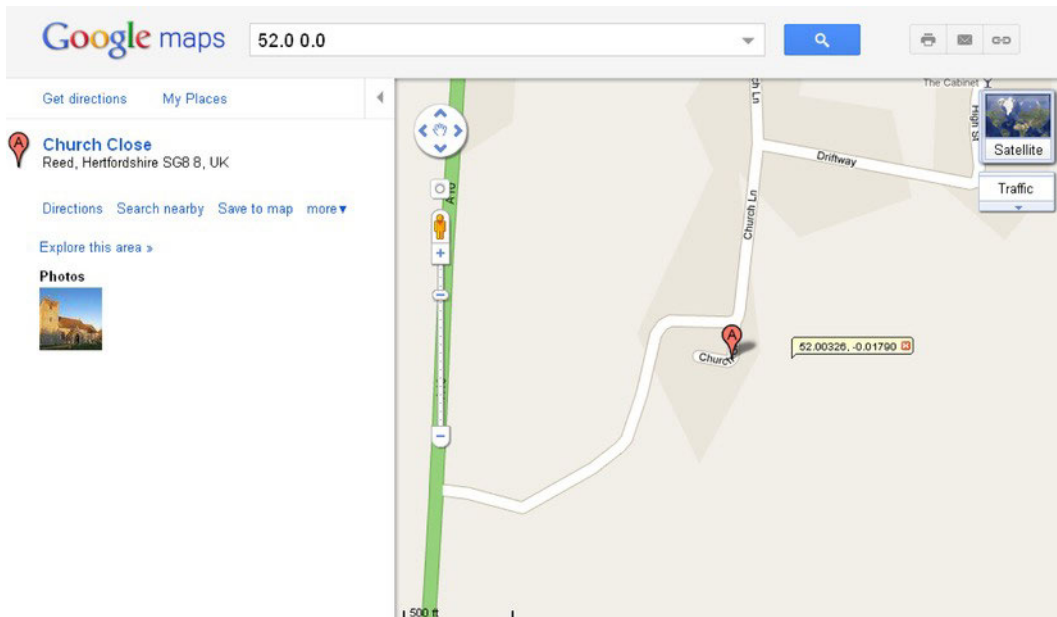 Google maps
52.0 0.0
Get directions My Places
A
Church Close
Reed, Hertfordshire SG8 8, UK
Directions Search nearby Save to map more▾
Explore this area »
Photos
The Cabinet
High St
Satellite
Traffic
Driftway
Church Ln
ch Ln
A10
A
Church
52.00326, -0.01790
500 ft